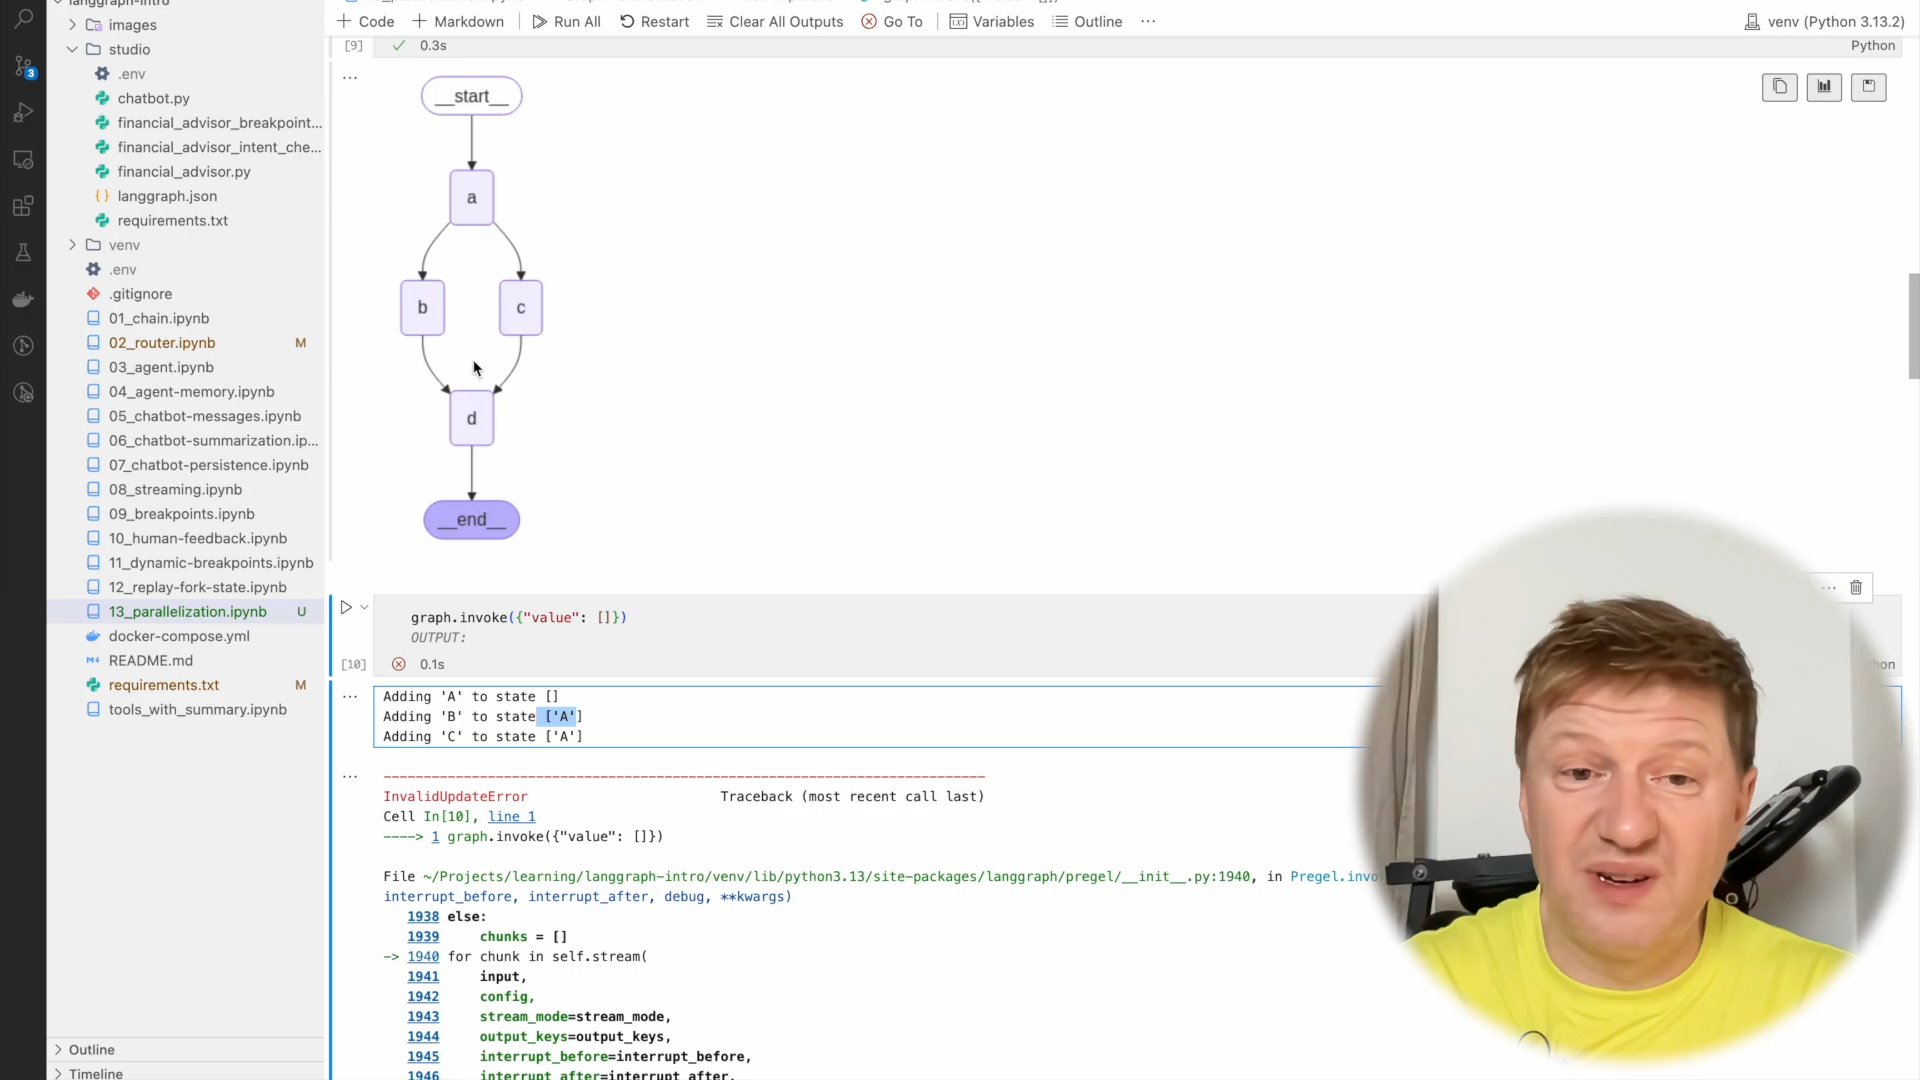 langgraph-intro
images
studio
.env
chatbot.py
financial_advisor_breakpoint...
financial_advisor_intent_che...
financial_advisor.py
langgraph.json
requirements.txt
venv
.env
.gitignore
01_chain.ipynb
02_router.ipynb M
03_agent.ipynb
04_agent-memory.ipynb
05_chatbot-messages.ipynb
06_chatbot-summarization.ip...
07_chatbot-persistence.ipynb
08_streaming.ipynb
09_breakpoints.ipynb
10_human-feedback.ipynb
11_dynamic-breakpoints.ipynb
12_replay-fork-state.ipynb
13_parallelization.ipynb U
docker-compose.yml
README.md
requirements.txt M
tools_with_summary.ipynb
Outline
Timeline
3
+ Code + Markdown Run All Restart Clear All Outputs Go To Variables Outline ... venv (Python 3.13.2)
[9] 0.3s Python
...
__start__
a
b c
d
__end__
graph.invoke({"value": []})
OUTPUT:
[10] 0.1s
... Adding 'A' to state []
Adding 'B' to state ['A']
Adding 'C' to state ['A']
...
---------------------------------------------------------------------------
InvalidUpdateError Traceback (most recent call last)
Cell In[10], line 1
----> 1 graph.invoke({"value": []})
File ~/Projects/learning/langgraph-intro/venv/lib/python3.13/site-packages/langgraph/pregel/__init__.py:1940, in Pregel.invo
interrupt_before, interrupt_after, debug, **kwargs)
1938 else:
1939 chunks = []
-> 1940 for chunk in self.stream(
1941 input,
1942 config,
1943 stream_mode=stream_mode,
1944 output_keys=output_keys,
1945 interrupt_before=interrupt_before,
1946 interrupt_after=interrupt_after,